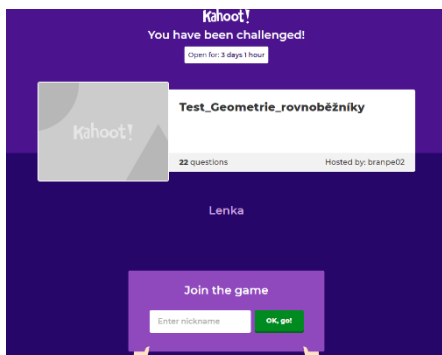 Kahoot!
You have been challenged!
Open for: 3 days 1 hour
Kahoot!
Test_Geometrie_rovnoběžníky
22 questions
Hosted by: branpe02
Lenka
Join the game
Enter nickname
OK, go!